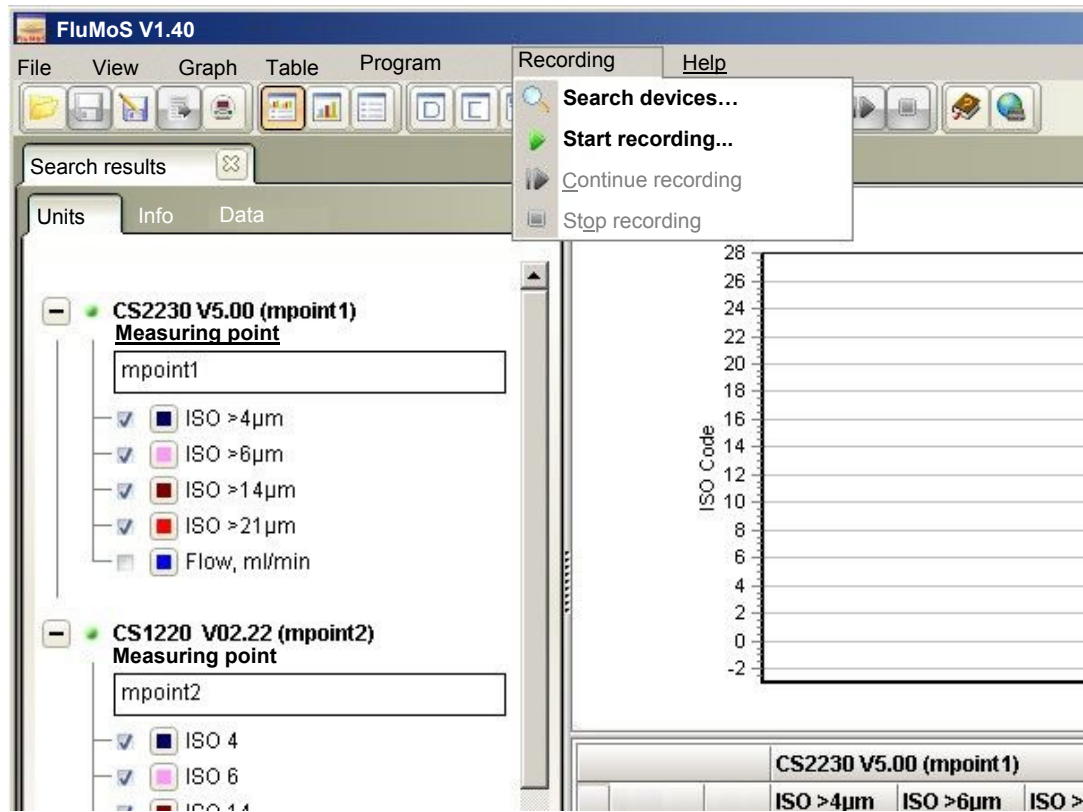 FluMoS V1.40
File View Graph Table Program Recording Help
D C
Search devices…
Start recording...
Continue recording
Stop recording
Search results
Units Info Data
CS2230 V5.00 (mpoint1)
Measuring point
mpoint1
ISO >4µm
ISO >6µm
ISO >14µm
ISO >21µm
Flow, ml/min
CS1220 V02.22 (mpoint2)
Measuring point
mpoint2
ISO 4
ISO 6
ISO 14
ISO Code
28
26
24
22
20
18
16
14
12
10
8
6
4
2
0
-2
CS2230 V5.00 (mpoint1)
ISO >4µm ISO >6µm ISO >